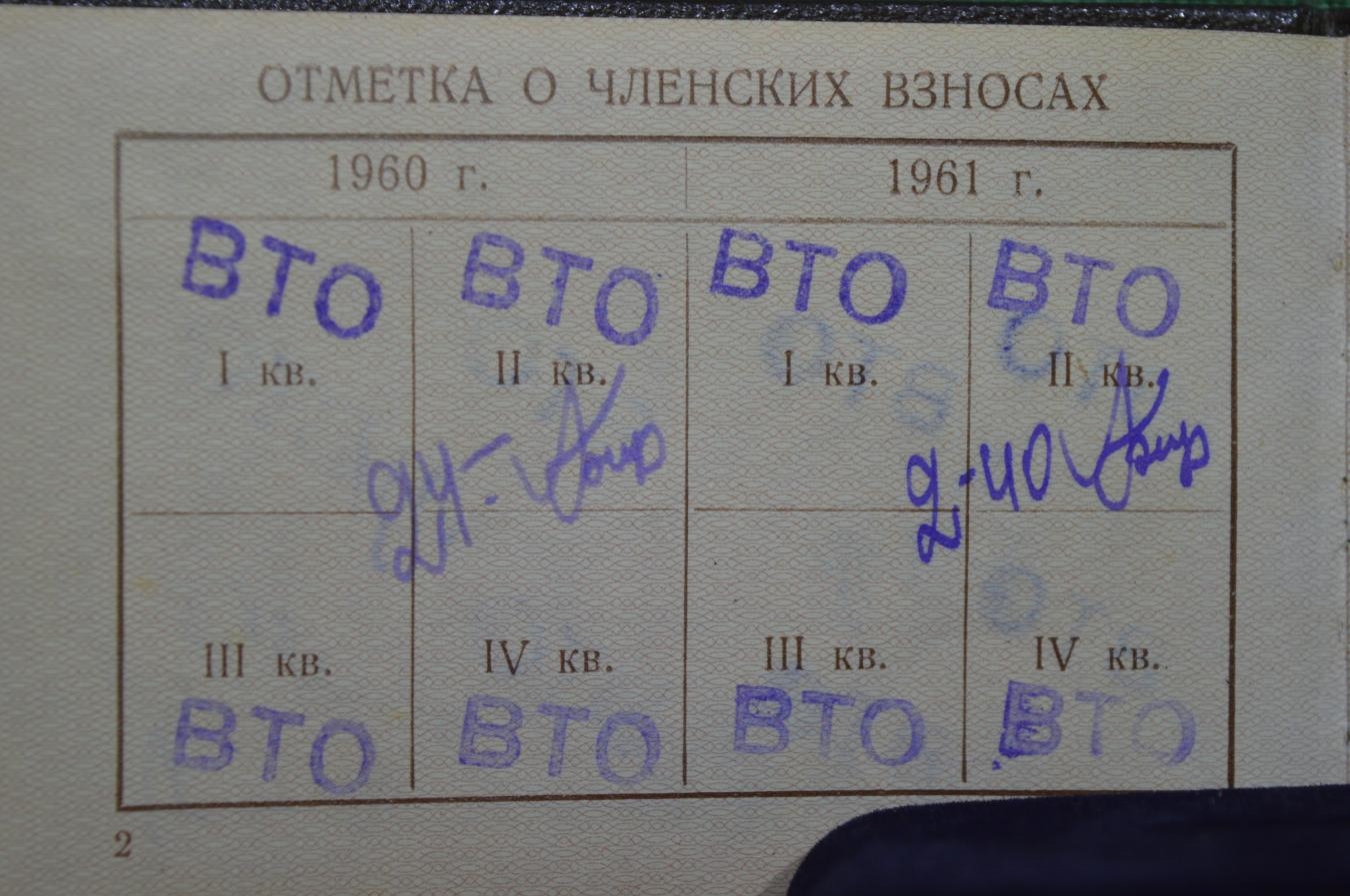 ОТМЕТКА О ЧЛЕНСКИХ ВЗНОСАХ
1960 г. 1961 г.
ВТО ВТО ВТО ВТО
I кв. II кв. I кв. II кв.
2-40
III кв. IV кв. III кв. IV кв.
ВТО ВТО ВТО ВТО
2